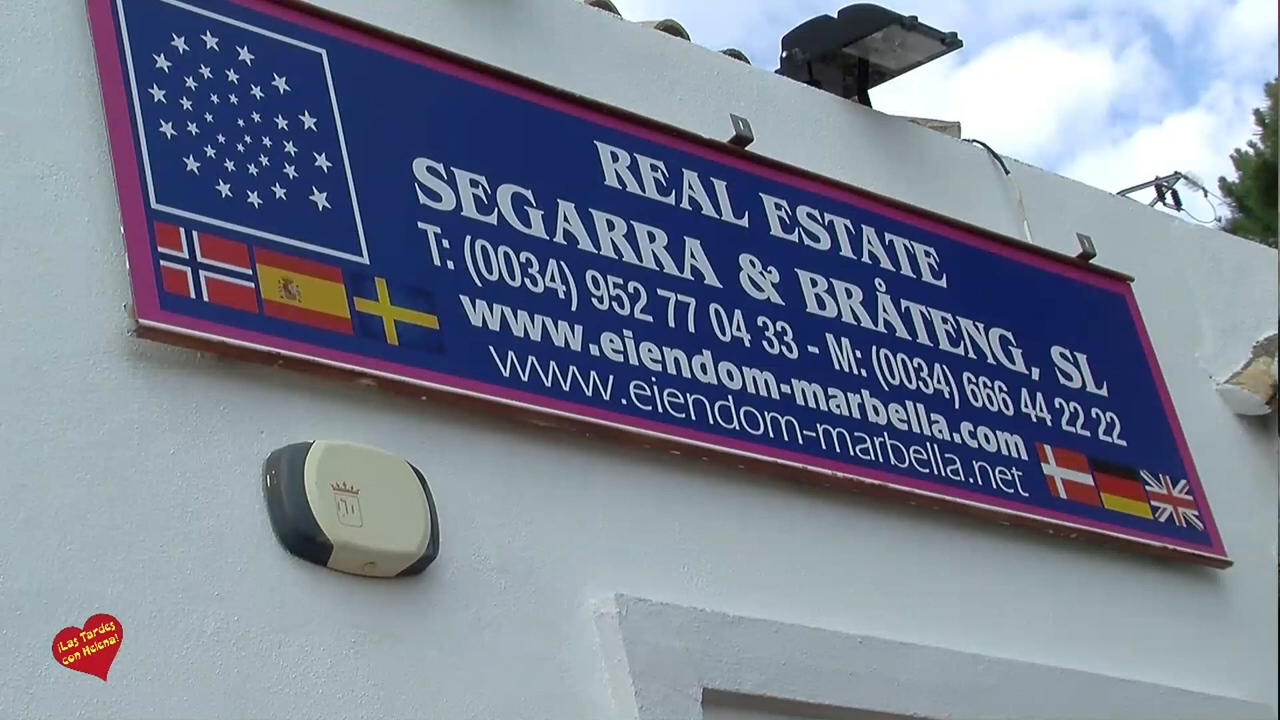 REAL ESTATE
SEGARRA & BRÅTENG, SL
T: (0034) 952 77 04 33 - M: (0034) 666 44 22 22
www.eiendom-marbella.com
www.eiendom-marbella.net
¡Las Tardes
con Helena!